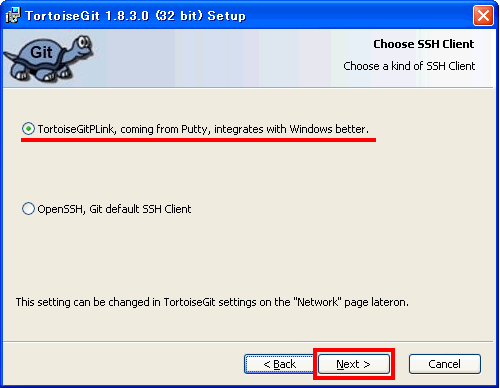 TortoiseGit 1.8.3.0 (32 bit) Setup
Git
Choose SSH Client
Choose a kind of SSH Client
TortoiseGitPLink, coming from Putty, integrates with Windows better.
OpenSSH, Git default SSH Client
This setting can be changed in TortoiseGit settings on the "Network" page lateron.
< Back
Next >
Cancel